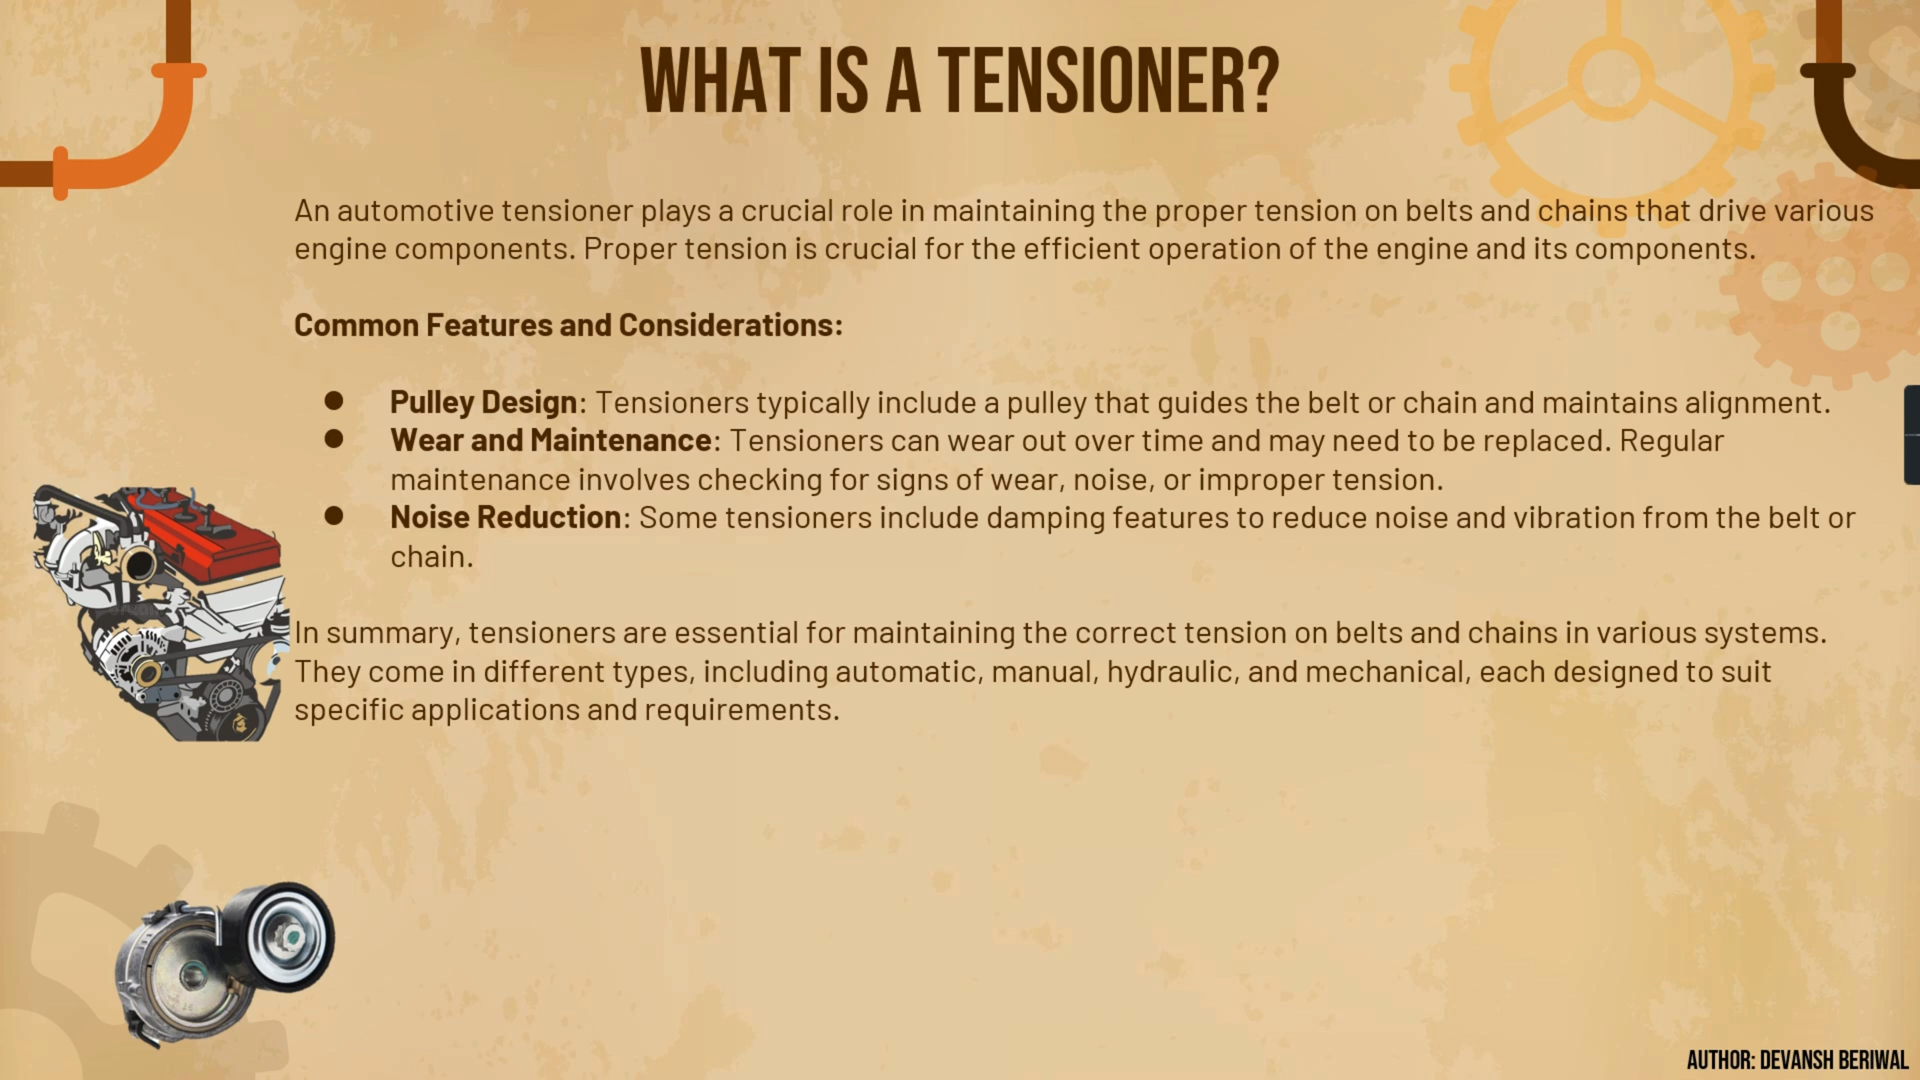 WHAT IS A TENSIONER?
An automotive tensioner plays a crucial role in maintaining the proper tension on belts and chains that drive various
engine components. Proper tension is crucial for the efficient operation of the engine and its components.
Common Features and Considerations:
● Pulley Design: Tensioners typically include a pulley that guides the belt or chain and maintains alignment.
● Wear and Maintenance: Tensioners can wear out over time and may need to be replaced. Regular
maintenance involves checking for signs of wear, noise, or improper tension.
● Noise Reduction: Some tensioners include damping features to reduce noise and vibration from the belt or
chain.
In summary, tensioners are essential for maintaining the correct tension on belts and chains in various systems.
They come in different types, including automatic, manual, hydraulic, and mechanical, each designed to suit
specific applications and requirements.
AUTHOR: DEVANSH BERIWAL